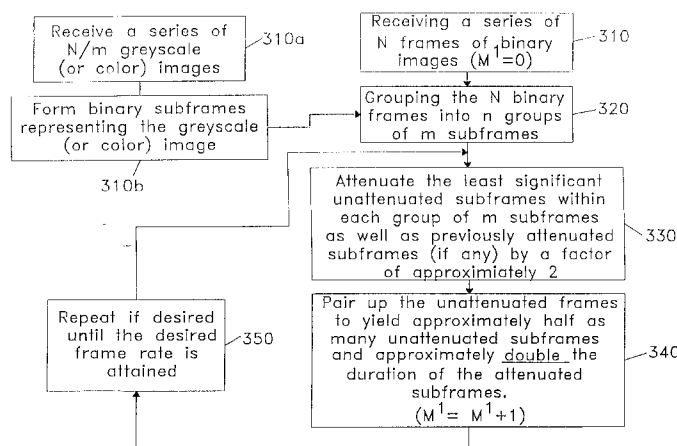 Receive a series of
N/m greyscale
(or color) images
310a
Form binary subframes
representing the greyscale
(or color) image
310b
Receiving a series of
N frames of binary
images (M¹=0)
310
Grouping the N binary
frames into n groups
of m subframes
320
Attenuate the least significant
unattenuated subframes within
each group of m subframes
as well as previously attenuated
subframes (if any) by a factor
of approximiately 2
330
Pair up the unattenuated frames
to yield approximately half as
many unattenuated subframes
and approximately double the
duration of the attenuated
subframes.
(M¹= M¹+1)
340
Repeat if desired
until the desired
frame rate is
attained
350